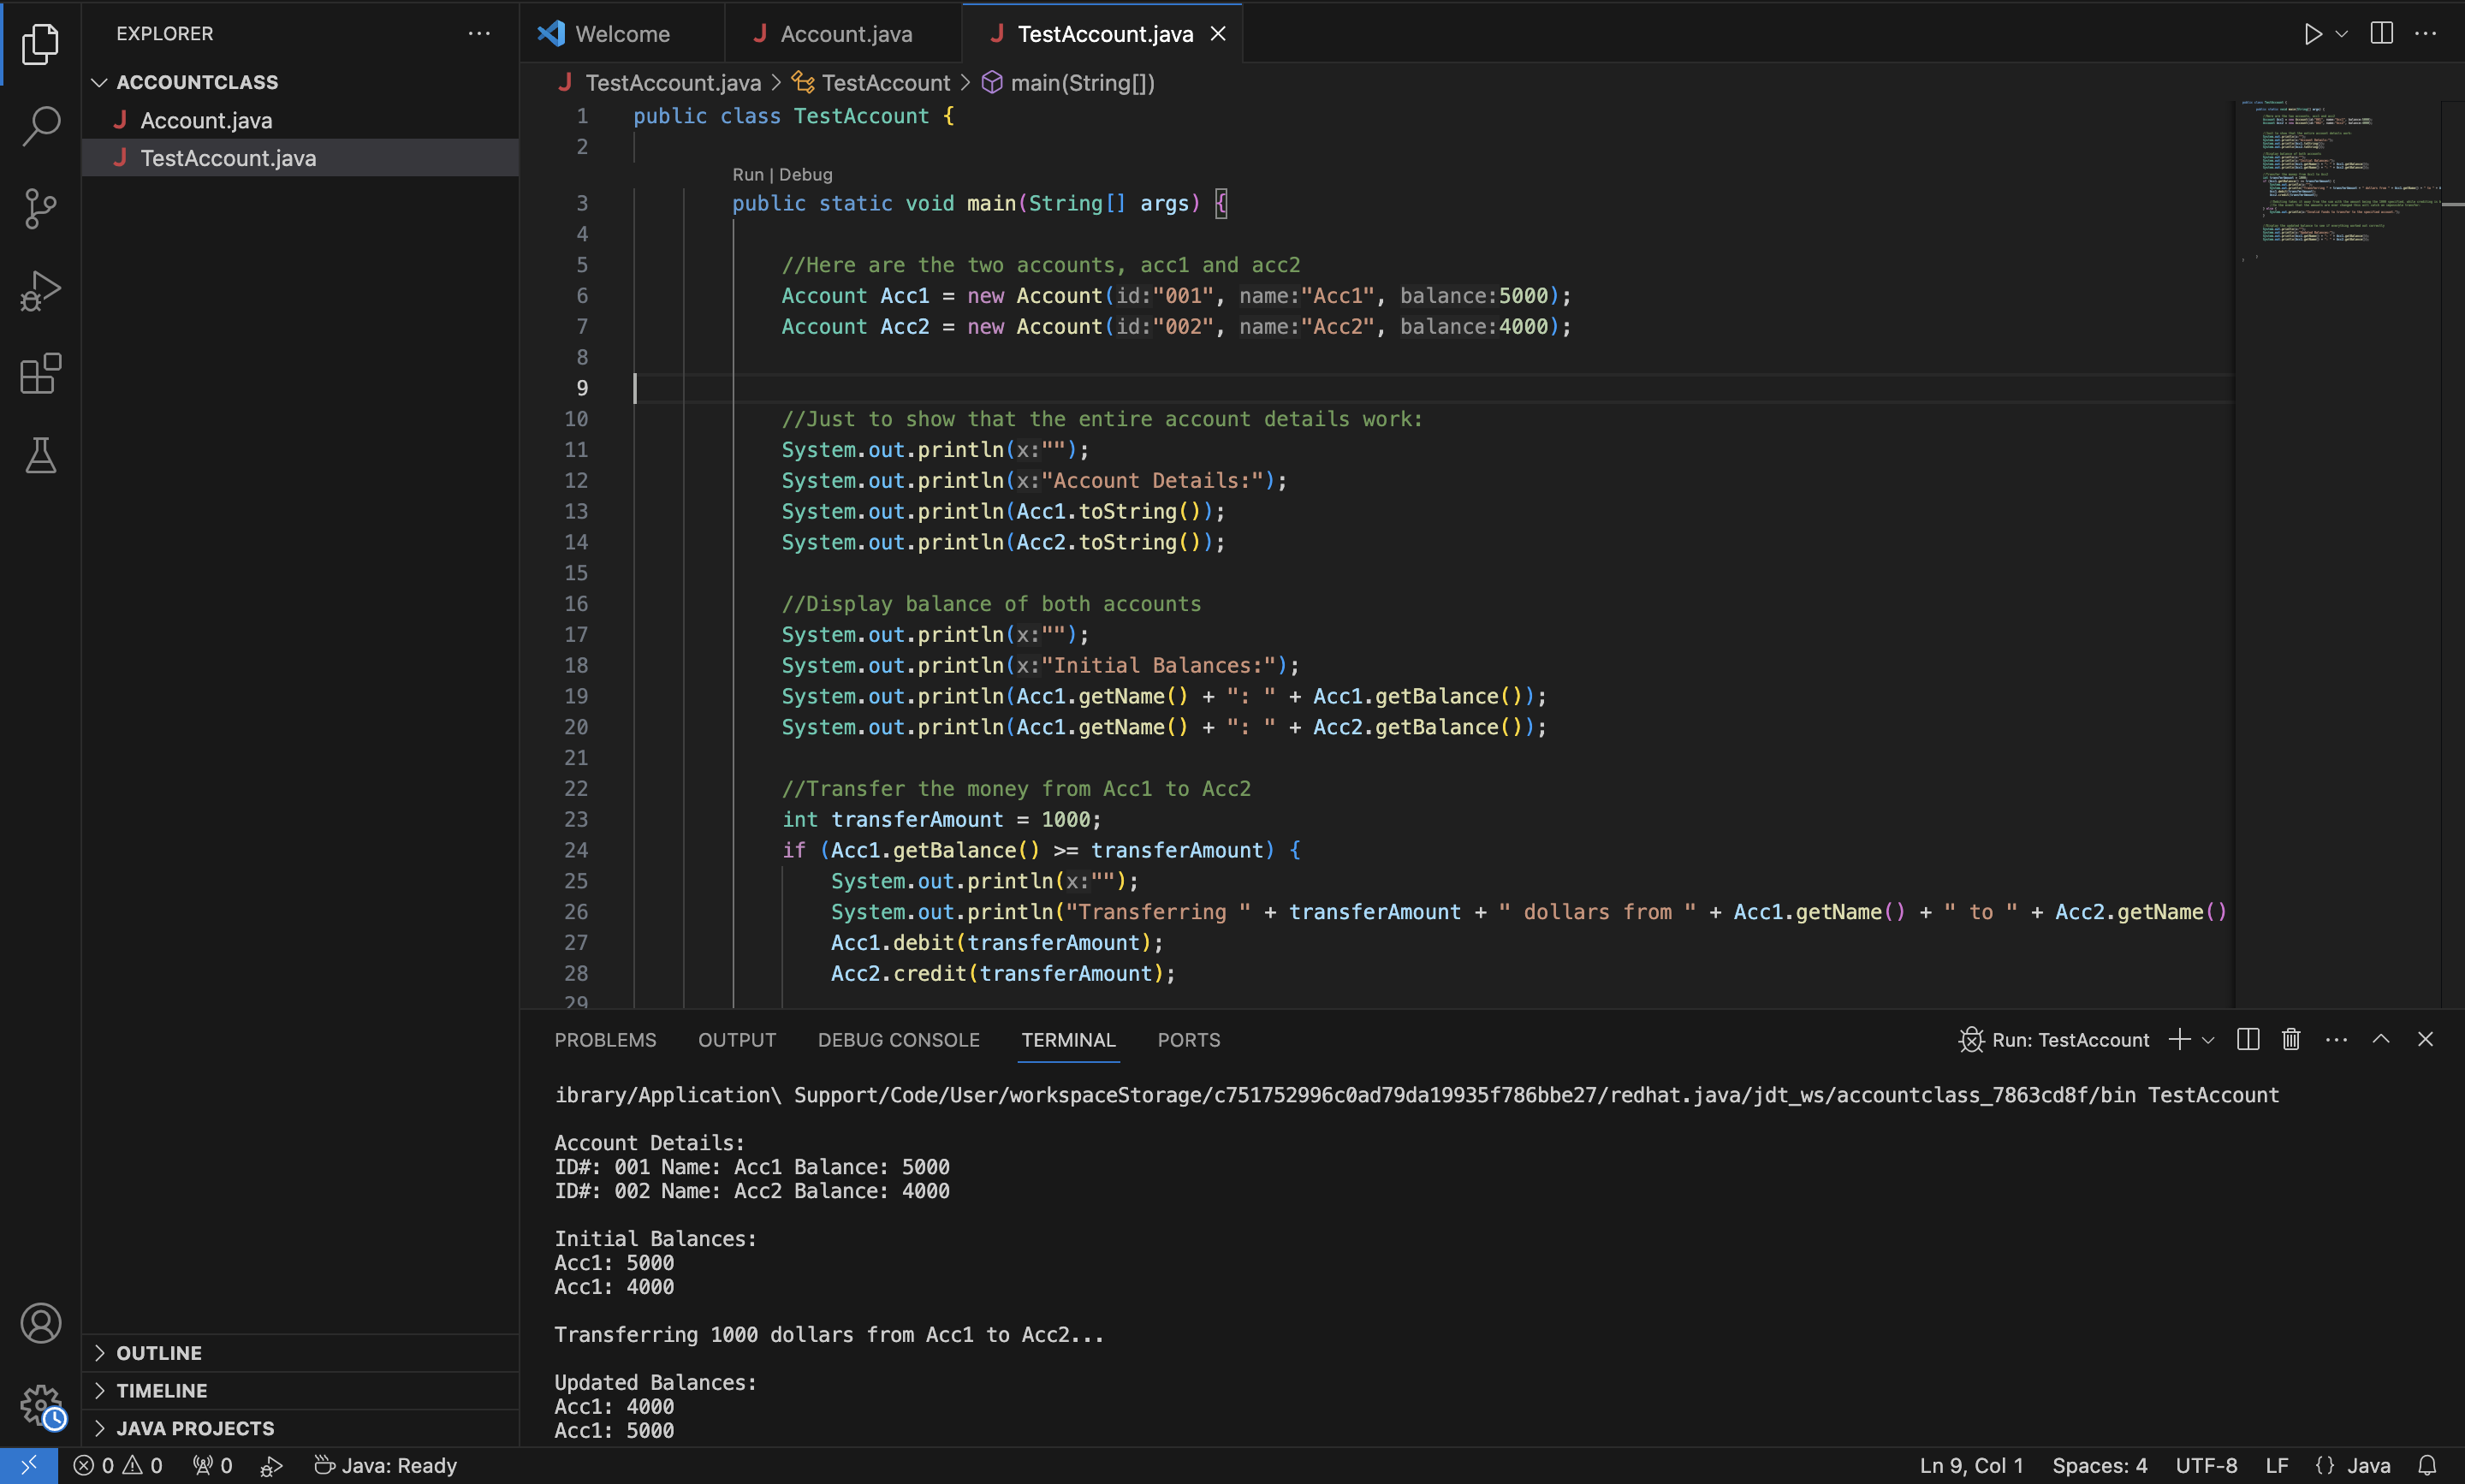 EXPLORER
Welcome
Account.java
TestAccount.java
ACCOUNTCLASS
Account.java
TestAccount.java
TestAccount.java > TestAccount > main(String[])
1 public class TestAccount {
2
Run | Debug
3 public static void main(String[] args) {
4
5 //Here are the two accounts, acc1 and acc2
6 Account Acc1 = new Account(id:"001", name:"Acc1", balance:5000);
7 Account Acc2 = new Account(id:"002", name:"Acc2", balance:4000);
8
9
10 //Just to show that the entire account details work:
11 System.out.println(x:"");
12 System.out.println(x:"Account Details:");
13 System.out.println(Acc1.toString());
14 System.out.println(Acc2.toString());
15
16 //Display balance of both accounts
17 System.out.println(x:"");
18 System.out.println(x:"Initial Balances:");
19 System.out.println(Acc1.getName() + ": " + Acc1.getBalance());
20 System.out.println(Acc1.getName() + ": " + Acc2.getBalance());
21
22 //Transfer the money from Acc1 to Acc2
23 int transferAmount = 1000;
24 if (Acc1.getBalance() >= transferAmount) {
25 System.out.println(x:"");
26 System.out.println("Transferring " + transferAmount + " dollars from " + Acc1.getName() + " to " + Acc2.getName()
27 Acc1.debit(transferAmount);
28 Acc2.credit(transferAmount);
29
PROBLEMS OUTPUT DEBUG CONSOLE TERMINAL PORTS
Run: TestAccount
ibrary/Application\ Support/Code/User/workspaceStorage/c751752996c0ad79da19935f786bbe27/redhat.java/jdt_ws/accountclass_7863cd8f/bin TestAccount
Account Details:
ID#: 001 Name: Acc1 Balance: 5000
ID#: 002 Name: Acc2 Balance: 4000
Initial Balances:
Acc1: 5000
Acc1: 4000
Transferring 1000 dollars from Acc1 to Acc2...
Updated Balances:
Acc1: 4000
Acc1: 5000
OUTLINE
TIMELINE
JAVA PROJECTS
0 0 0 Java: Ready
Ln 9, Col 1 Spaces: 4 UTF-8 LF {} Java